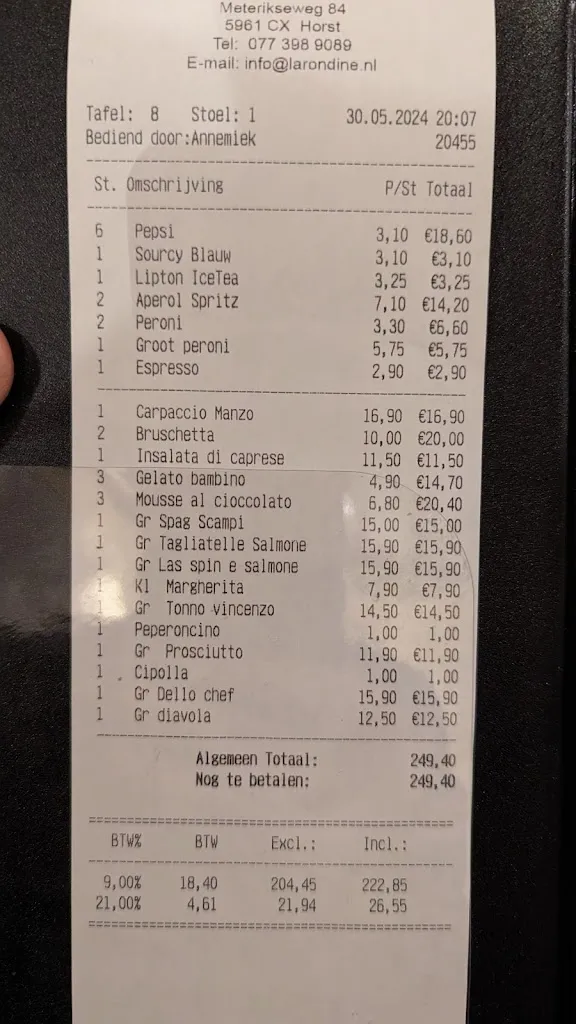 Meterikseweg 84
5961 CX Horst
Tel: 077 398 9089
E-mail: info@larondine.nl
Tafel: 8 Stoel: 1 30.05.2024 20:07
Bediend door:Annemiek 20455
St. Omschrijving P/St Totaal
6 Pepsi 3,10 €18,60
1 Sourcy Blauw 3,10 €3,10
1 Lipton IceTea 3,25 €3,25
2 Aperol Spritz 7,10 €14,20
2 Peroni 3,30 €6,60
1 Groot peroni 5,75 €5,75
1 Espresso 2,90 €2,90
1 Carpaccio Manzo 16,90 €16,90
2 Bruschetta 10,00 €20,00
1 Insalata di caprese 11,50 €11,50
3 Gelato bambino 4,90 €14,70
3 Mousse al cioccolato 6,80 €20,40
1 Gr Spag Scampi 15,00 €15,00
1 Gr Tagliatelle Salmone 15,90 €15,90
1 Gr Las spin e salmone 15,90 €15,90
1 Kl Margherita 7,90 €7,90
1 Gr Tonno vincenzo 14,50 €14,50
1 Peperoncino 1,00 1,00
1 Gr Prosciutto 11,90 €11,90
1 Cipolla 1,00 1,00
1 Gr Dello chef 15,90 €15,90
1 Gr diavola 12,50 €12,50
Algemeen Totaal: 249,40
Nog te betalen: 249,40
BTW% BTW Excl.: Incl.:
9,00% 18,40 204,45 222,85
21,00% 4,61 21,94 26,55